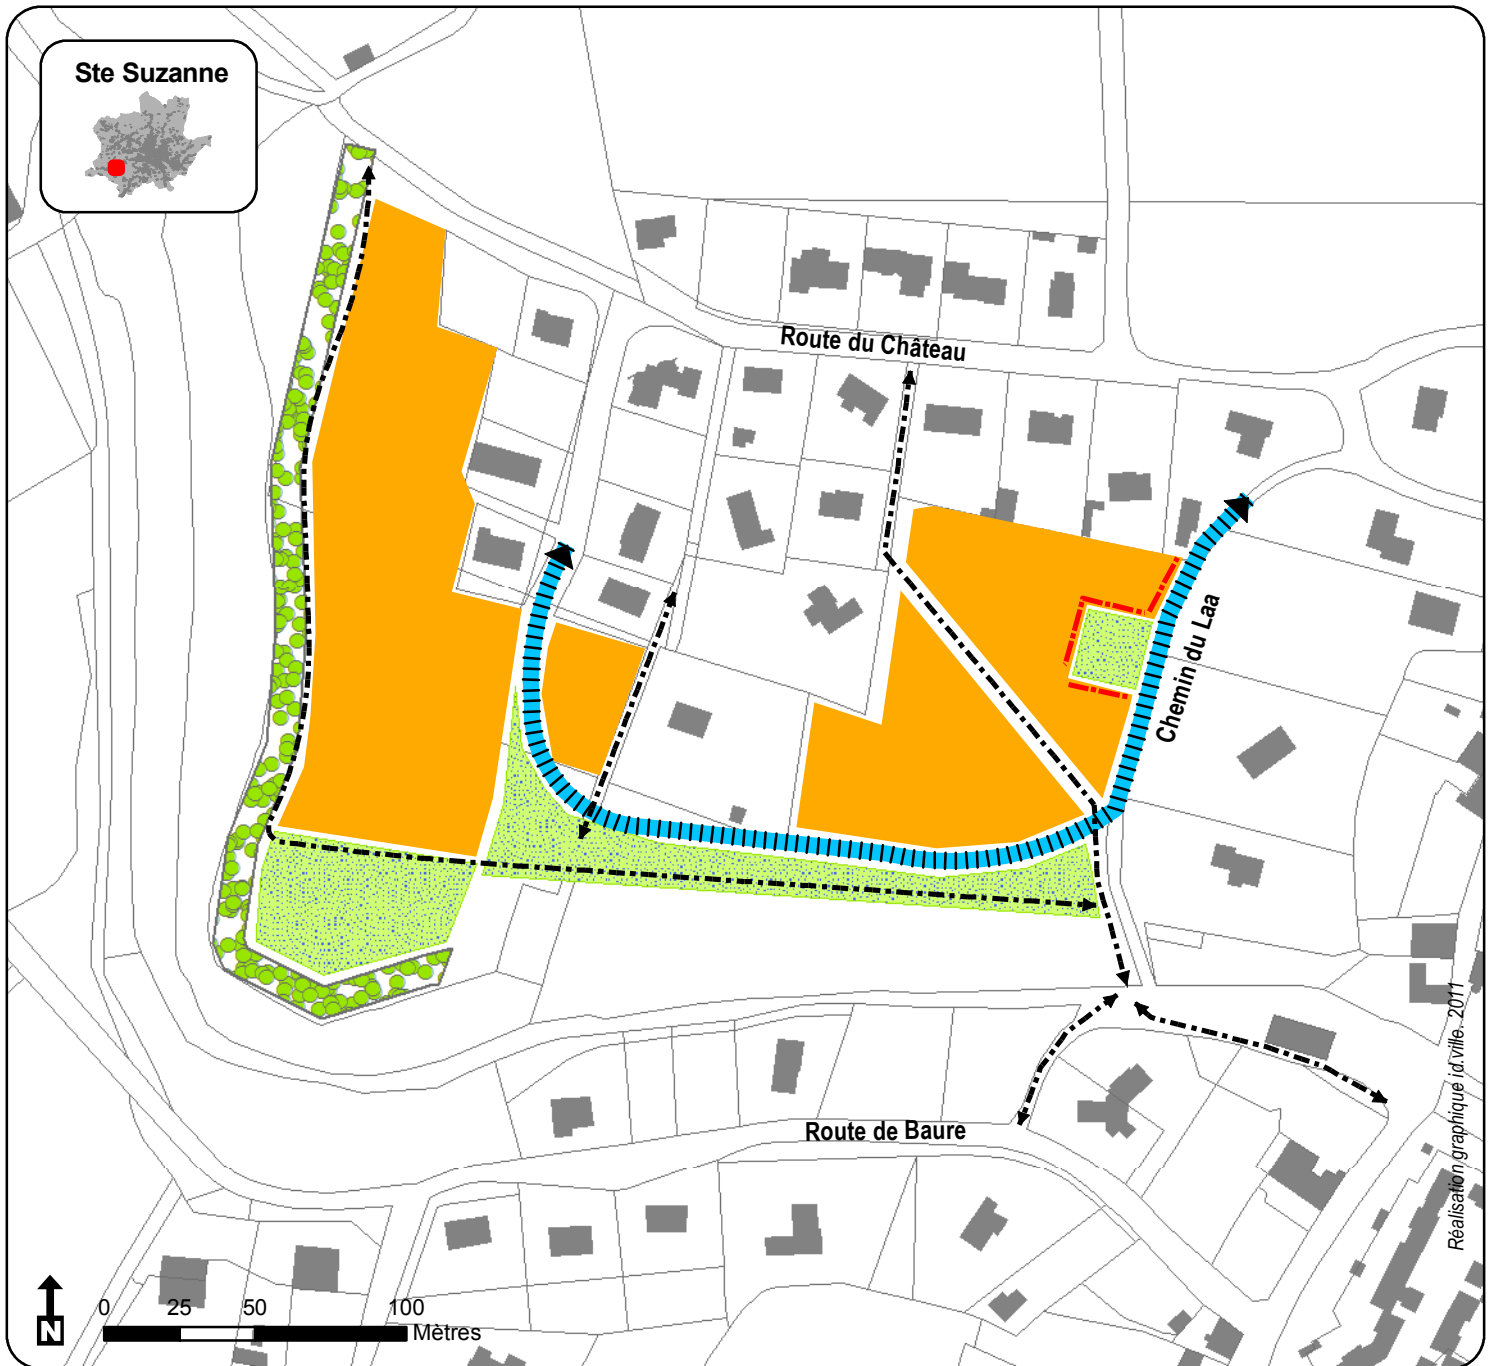 Ste Suzanne
Route du Château
Chemin du Laa
Route de Baure
Réalisation graphique id.ville. 2011
N
0 25 50 100
Mètres